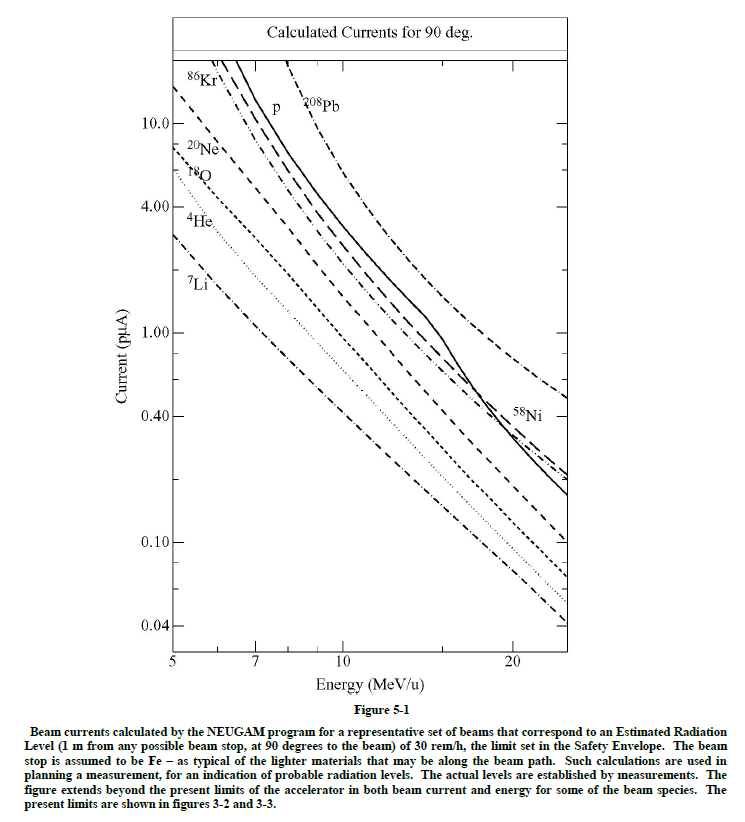 Calculated Currents for 90 deg.
⁸⁶Kr
p
²⁰⁸Pb
10.0
²⁰Ne
¹⁸O
4.00
⁴He
⁷Li
1.00
Current (pμA)
0.40
⁵⁸Ni
0.10
0.04
5 7 10 20
Energy (MeV/u)
Figure 5-1
Beam currents calculated by the NEUGAM program for a representative set of beams that correspond to an Estimated Radiation
Level (1 m from any possible beam stop, at 90 degrees to the beam) of 30 rem/h, the limit set in the Safety Envelope. The beam
stop is assumed to be Fe – as typical of the lighter materials that may be along the beam path. Such calculations are used in
planning a measurement, for an indication of probable radiation levels. The actual levels are established by measurements. The
figure extends beyond the present limits of the accelerator in both beam current and energy for some of the beam species. The
present limits are shown in figures 3-2 and 3-3.